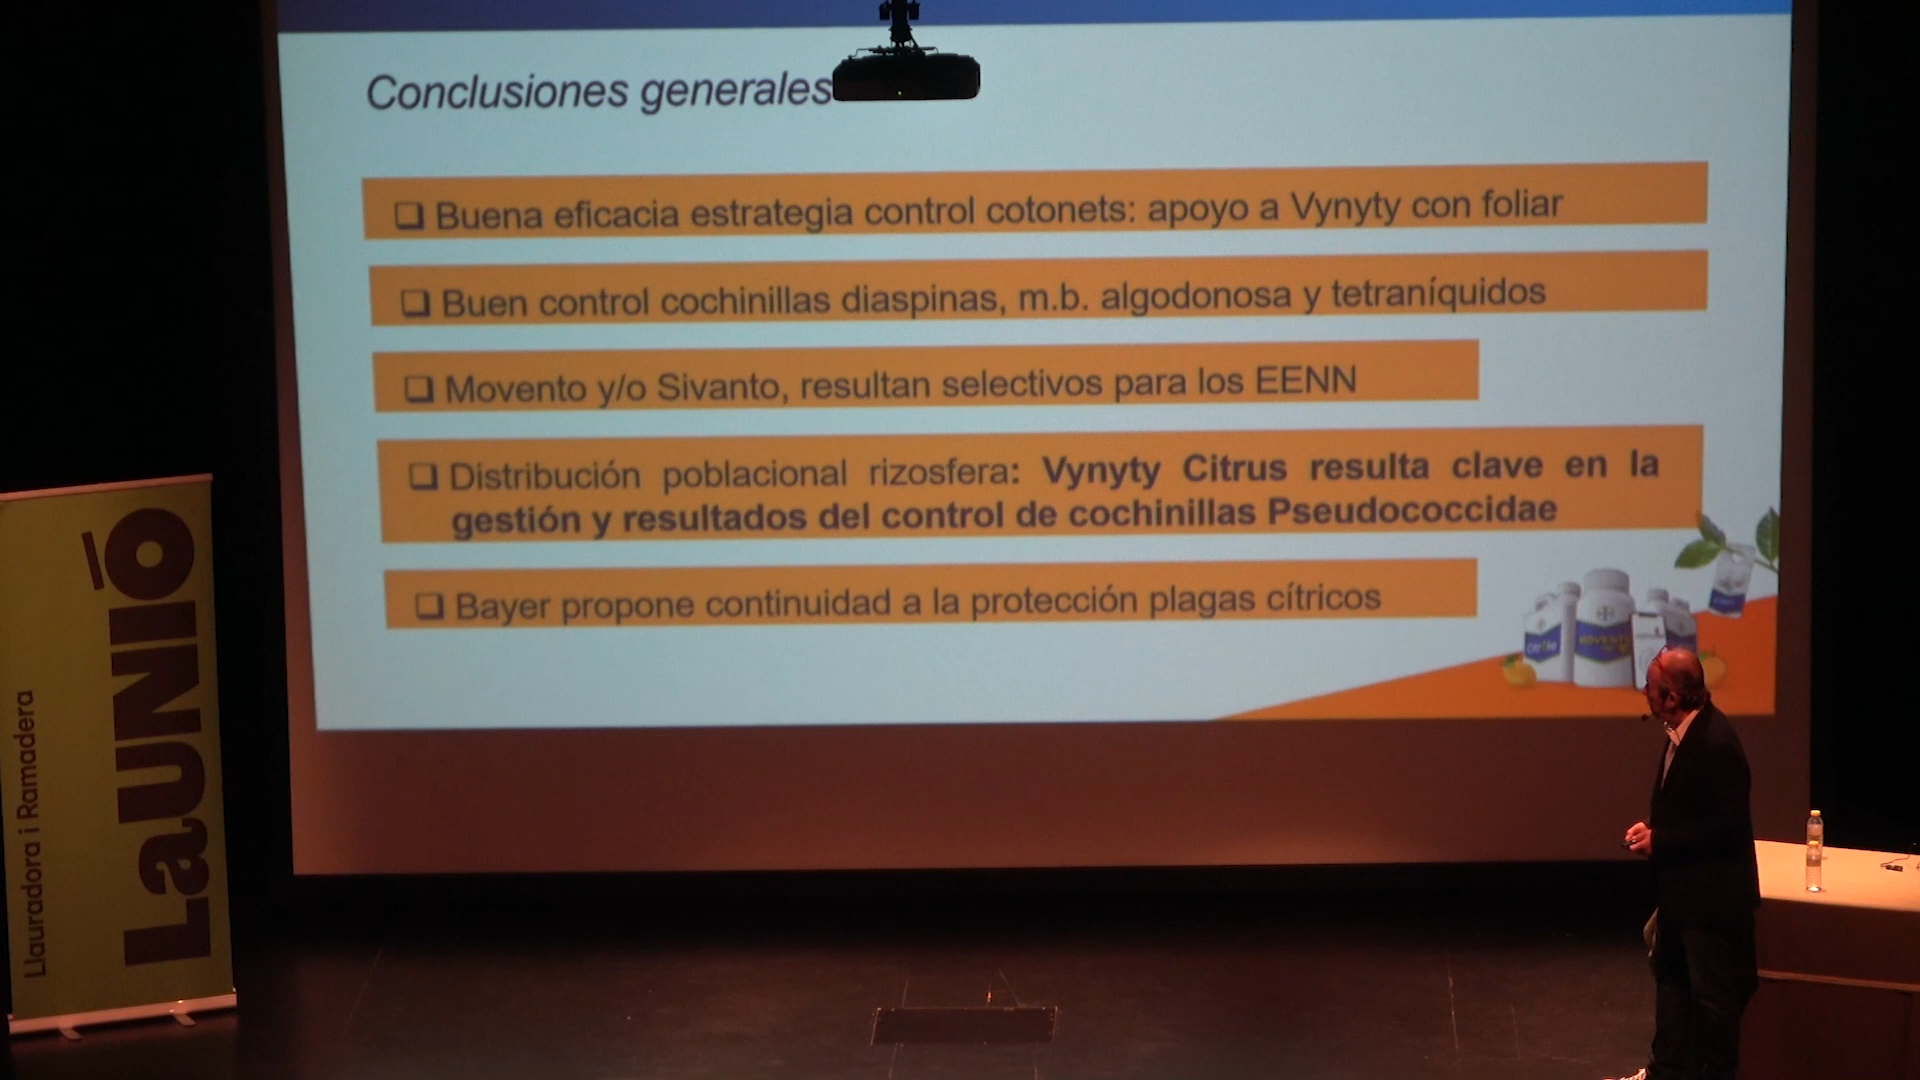 Conclusiones generales
❑ Buena eficacia estrategia control cotonets: apoyo a Vynyty con foliar
❑ Buen control cochinillas diaspinas, m.b. algodonosa y tetraníquidos
❑ Movento y/o Sivanto, resultan selectivos para los EENN
❑ Distribución poblacional rizosfera: Vynyty Citrus resulta clave en la
gestión y resultados del control de cochinillas Pseudococcidae
❑ Bayer propone continuidad a la protección plagas cítricos
LaUNIÓ
Llauradora i Ramadera